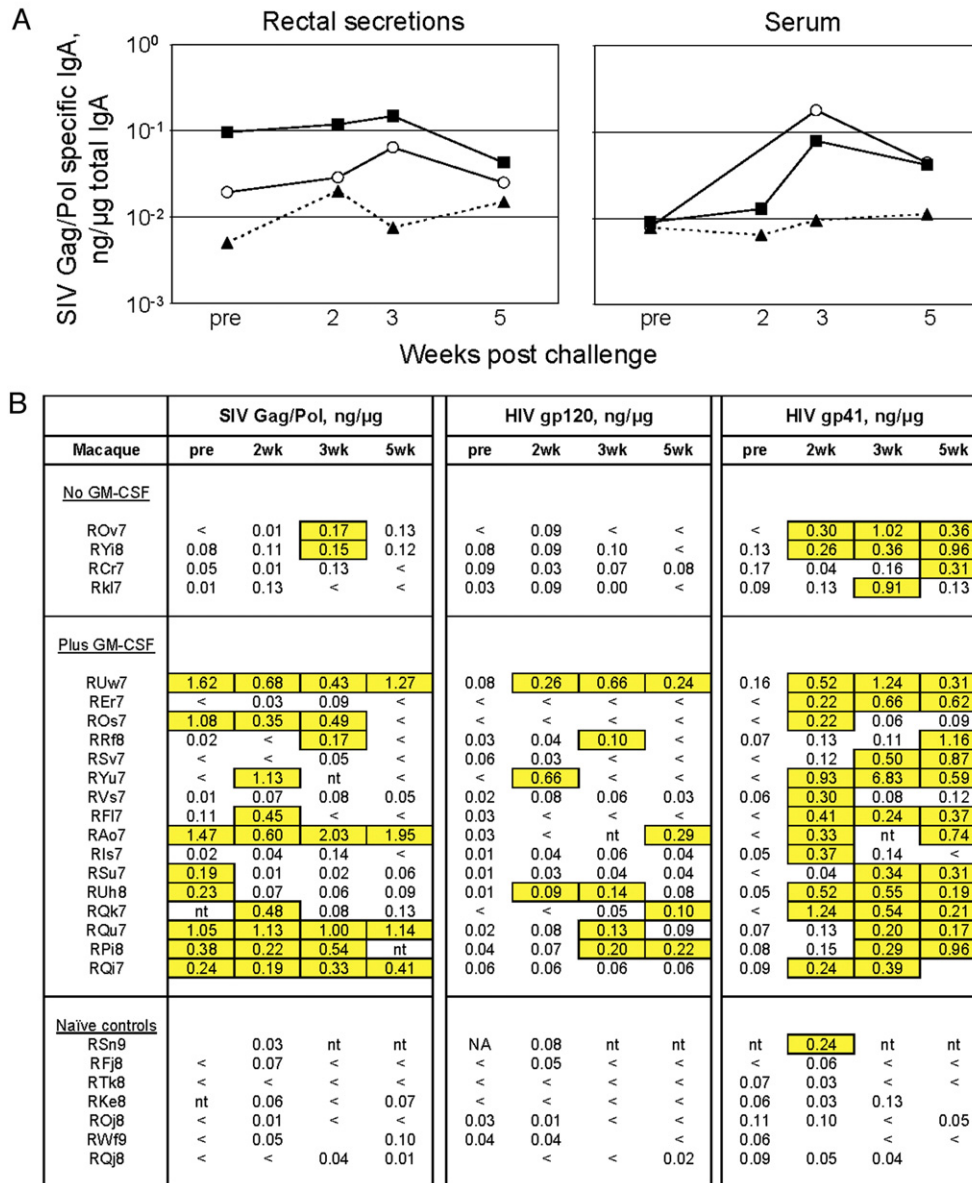 A
Rectal secretions
Serum
SIV Gag/Pol specific IgA,
ng/µg total IgA
10⁰
10⁻¹
10⁻²
10⁻³
pre 2 3 5
pre 2 3 5
Weeks post challenge
B
SIV Gag/Pol, ng/µg HIV gp120, ng/µg HIV gp41, ng/µg
Macaque pre 2wk 3wk 5wk pre 2wk 3wk 5wk pre 2wk 3wk 5wk
No GM-CSF
ROv7 < 0.01 0.17 0.13 < 0.09 < < < 0.30 1.02 0.36
RYi8 0.08 0.11 0.15 0.12 0.08 0.09 0.10 < 0.13 0.26 0.36 0.96
RCr7 0.05 0.01 0.13 < 0.09 0.03 0.07 0.08 0.17 0.04 0.16 0.31
Rkl7 0.01 0.13 < < 0.03 0.09 0.00 < 0.09 0.13 0.91 0.13
Plus GM-CSF
RUw7 1.62 0.68 0.43 1.27 0.08 0.26 0.66 0.24 0.16 0.52 1.24 0.31
REr7 < 0.03 0.09 < < < < < < 0.22 0.66 0.62
ROs7 1.08 0.35 0.49 < < < < < < 0.22 0.06 0.09
RRf8 0.02 < 0.17 < 0.03 0.04 0.10 < 0.07 0.13 0.11 1.16
RSv7 < < 0.05 < 0.06 0.03 < < < 0.12 0.50 0.87
RYu7 < 1.13 nt < < 0.66 < < < 0.93 6.83 0.59
RVs7 0.01 0.07 0.08 0.05 0.02 0.08 0.06 0.03 0.06 0.30 0.08 0.12
RFl7 0.11 0.45 < < < < < < < 0.41 0.24 0.37
RAo7 1.47 0.60 2.03 1.95 0.03 < nt 0.29 < 0.33 nt 0.74
RIs7 0.02 0.04 0.14 < 0.01 0.04 0.06 0.04 0.05 0.37 0.14 <
RSu7 0.19 0.01 0.02 0.06 0.01 0.03 0.04 0.04 < 0.04 0.34 0.31
RUh8 0.23 0.07 0.06 0.09 0.01 0.09 0.14 0.08 0.05 0.52 0.55 0.19
RQk7 nt 0.48 0.08 0.13 < < 0.05 0.10 < 1.24 0.54 0.21
RQu7 1.05 1.13 1.00 1.14 0.02 0.08 0.13 0.09 0.07 0.13 0.20 0.17
RPi8 0.38 0.22 0.54 nt 0.04 0.07 0.20 0.22 0.08 0.15 0.29 0.96
RQi7 0.24 0.19 0.33 0.41 0.06 0.06 0.06 0.06 0.09 0.24 0.39
Naïve controls
RSn9 0.03 nt nt NA 0.08 nt nt nt 0.24 nt nt
RFj8 < 0.07 < < < 0.05 < < < 0.06 < <
RTk8 < < < < < < < < 0.07 0.03 < <
RKe8 nt 0.06 < 0.07 < < < < 0.06 0.03 0.13
ROj8 < 0.01 < < 0.03 0.01 < < 0.11 0.10 < 0.05
RWf9 < 0.05 0.10 0.04 0.04 < 0.06 < <
RQj8 < < 0.04 0.01 < < 0.02 0.09 0.05 0.04